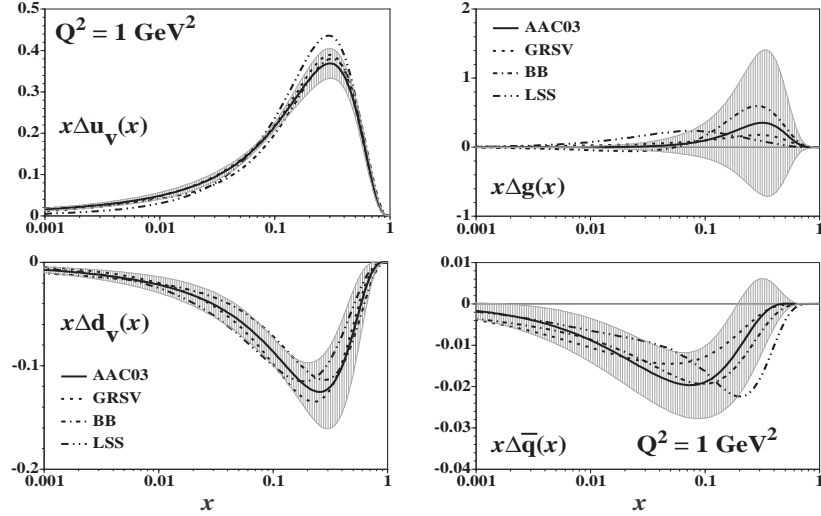 0.5
0.4
0.3
0.2
0.1
0
Q² = 1 GeV²
xΔu_v(x)
0.001 0.01 0.1 1
2
1
0
-1
AAC03
GRSV
BB
LSS
xΔg(x)
0.001 0.01 0.1 1
0
-0.1
-0.2
xΔd_v(x)
AAC03
GRSV
BB
LSS
0.001 0.01 0.1 1
x
0.01
0
-0.01
-0.02
-0.03
-0.04
xΔq̅(x) Q² = 1 GeV²
0.001 0.01 0.1 1
x